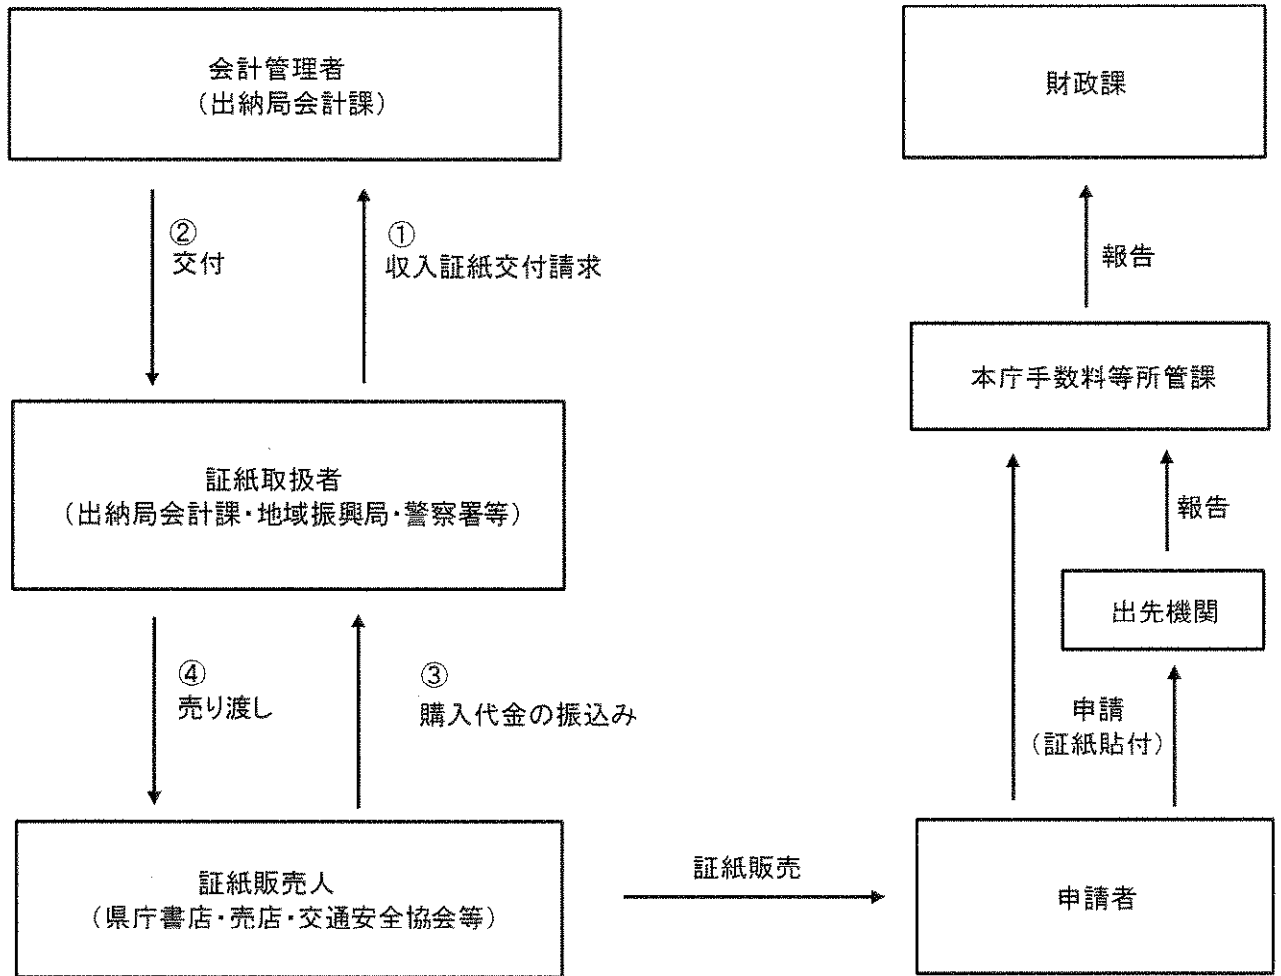 会計管理者
（出納局会計課）
財政課
②
交付
①
収入証紙交付請求
報告
本庁手数料等所管課
証紙取扱者
（出納局会計課・地域振興局・警察署等）
報告
出先機関
④
売り渡し
③
購入代金の振込み
申請
（証紙貼付）
証紙販売人
（県庁書店・売店・交通安全協会等）
証紙販売
申請者